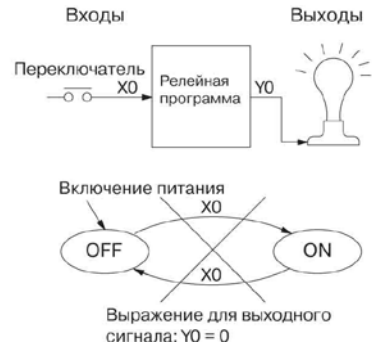 Входы
Выходы
Переключатель
X0
Релейная
программа
Y0
Включение питания
X0
OFF
ON
X0
Выражение для выходного
сигнала: Y0 = 0